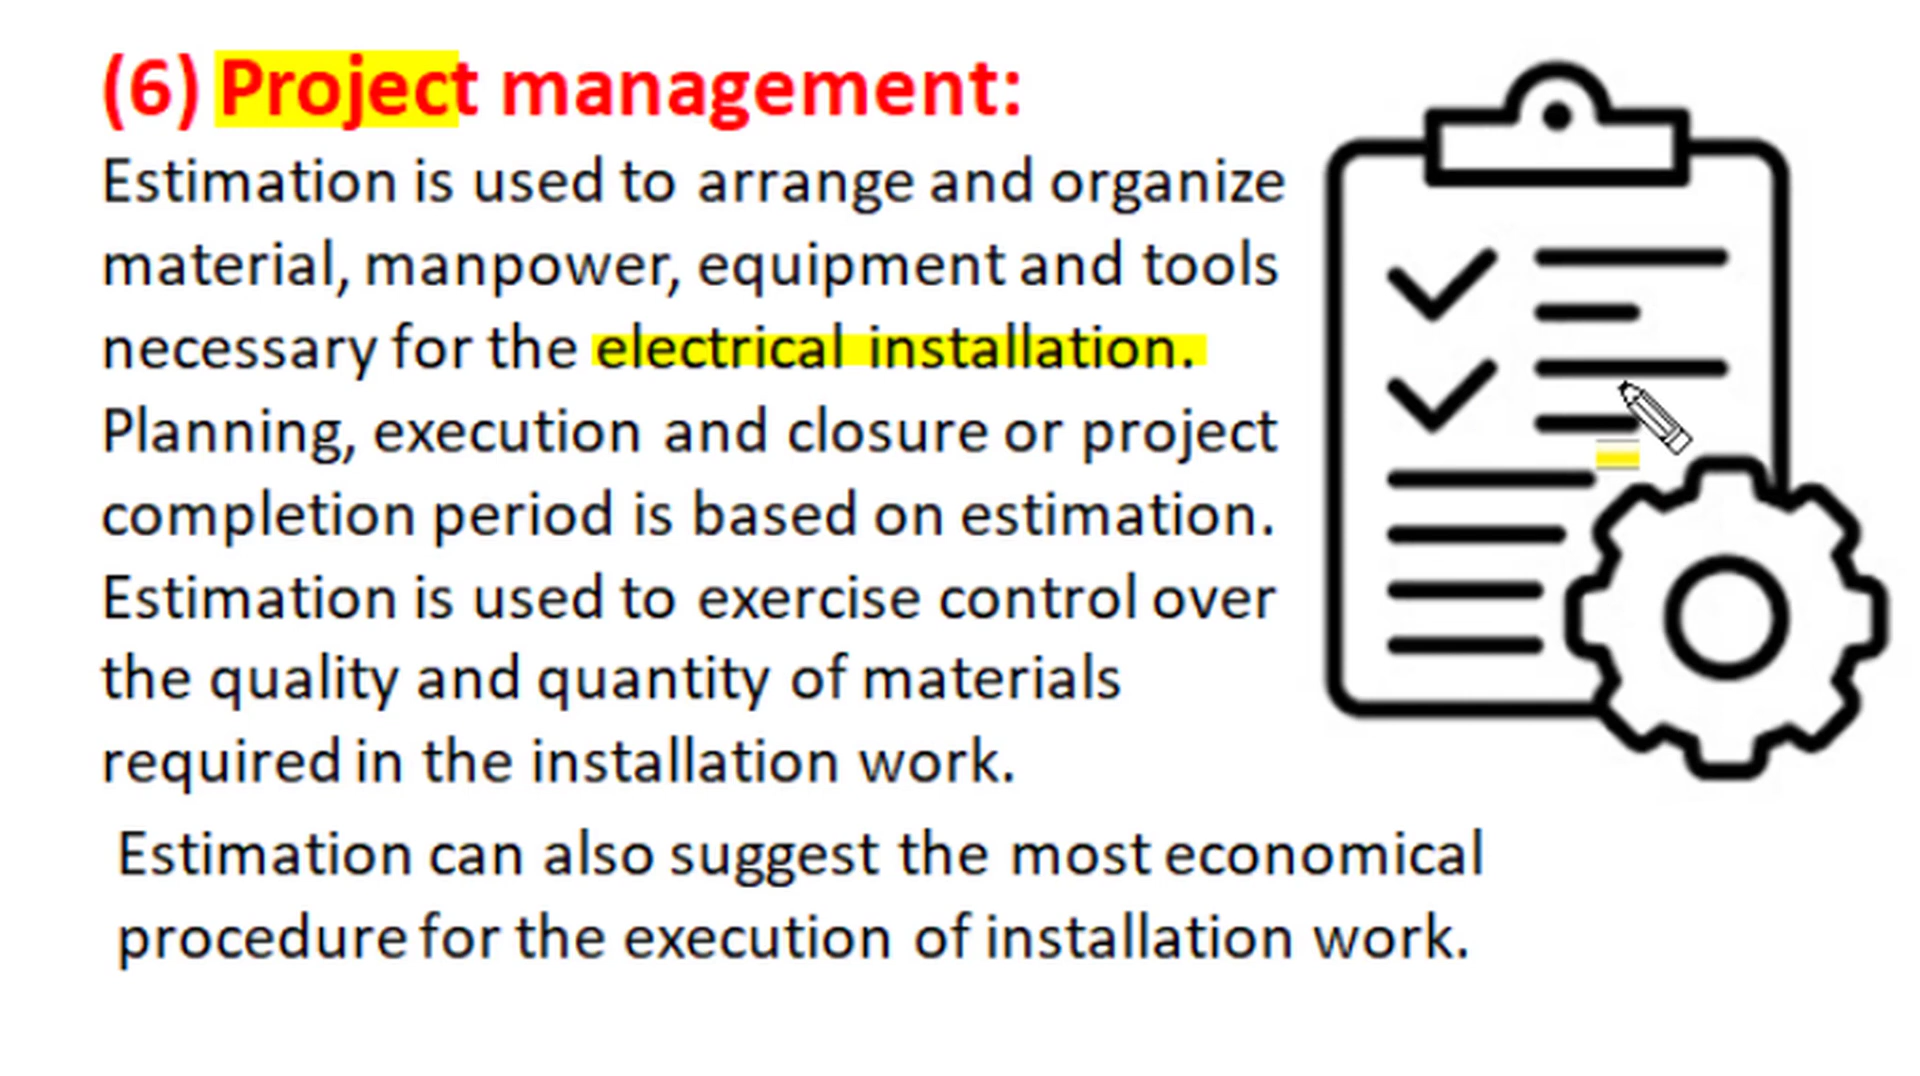 (6) Project management:
Estimation is used to arrange and organize
material, manpower, equipment and tools
necessary for the electrical installation.
Planning, execution and closure or project
completion period is based on estimation.
Estimation is used to exercise control over
the quality and quantity of materials
required in the installation work.
Estimation can also suggest the most economical
procedure for the execution of installation work.